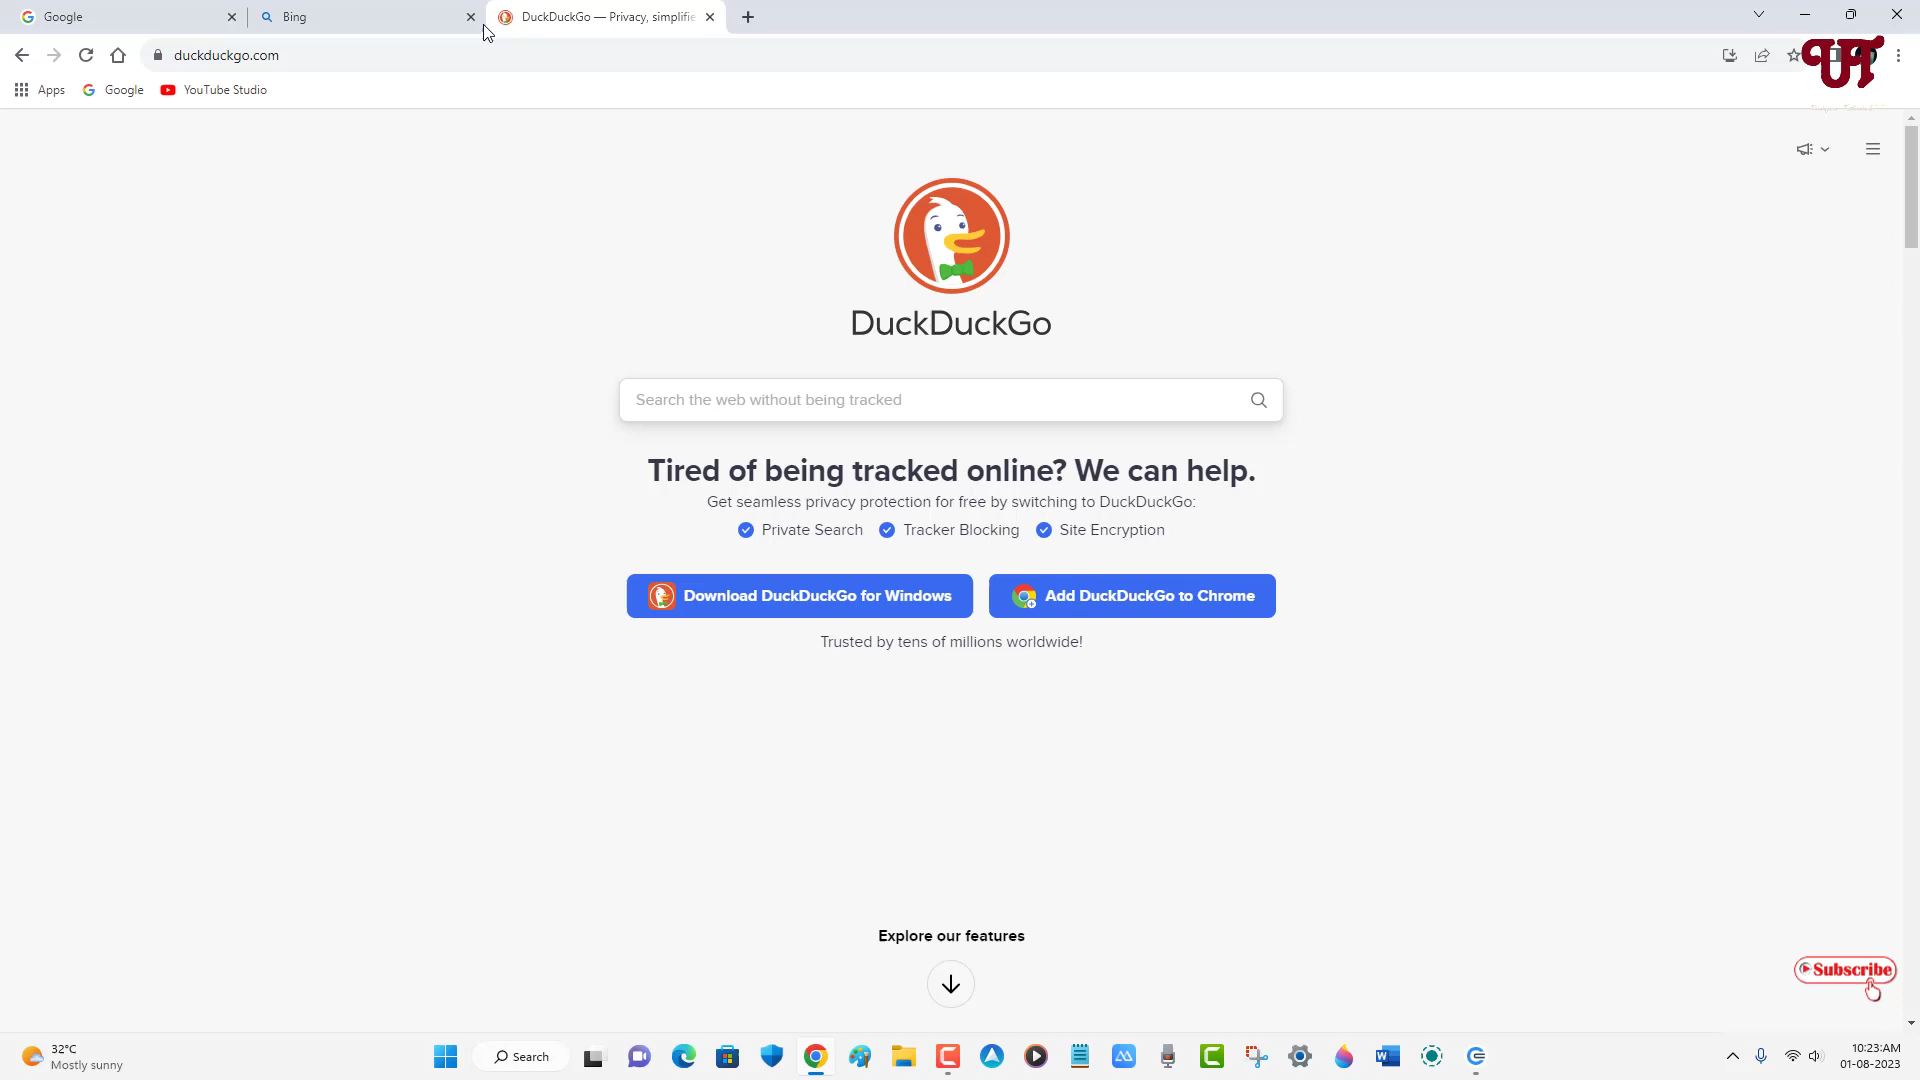 Google
Bing
DuckDuckGo — Privacy, simplifie
duckduckgo.com
UT
Apps
Google
YouTube Studio
DuckDuckGo
Search the web without being tracked
Tired of being tracked online? We can help.
Get seamless privacy protection for free by switching to DuckDuckGo:
Private Search Tracker Blocking Site Encryption
Download DuckDuckGo for Windows
Add DuckDuckGo to Chrome
Trusted by tens of millions worldwide!
Explore our features
Subscribe
32°C
Mostly sunny
Search
10:23:AM
01-08-2023